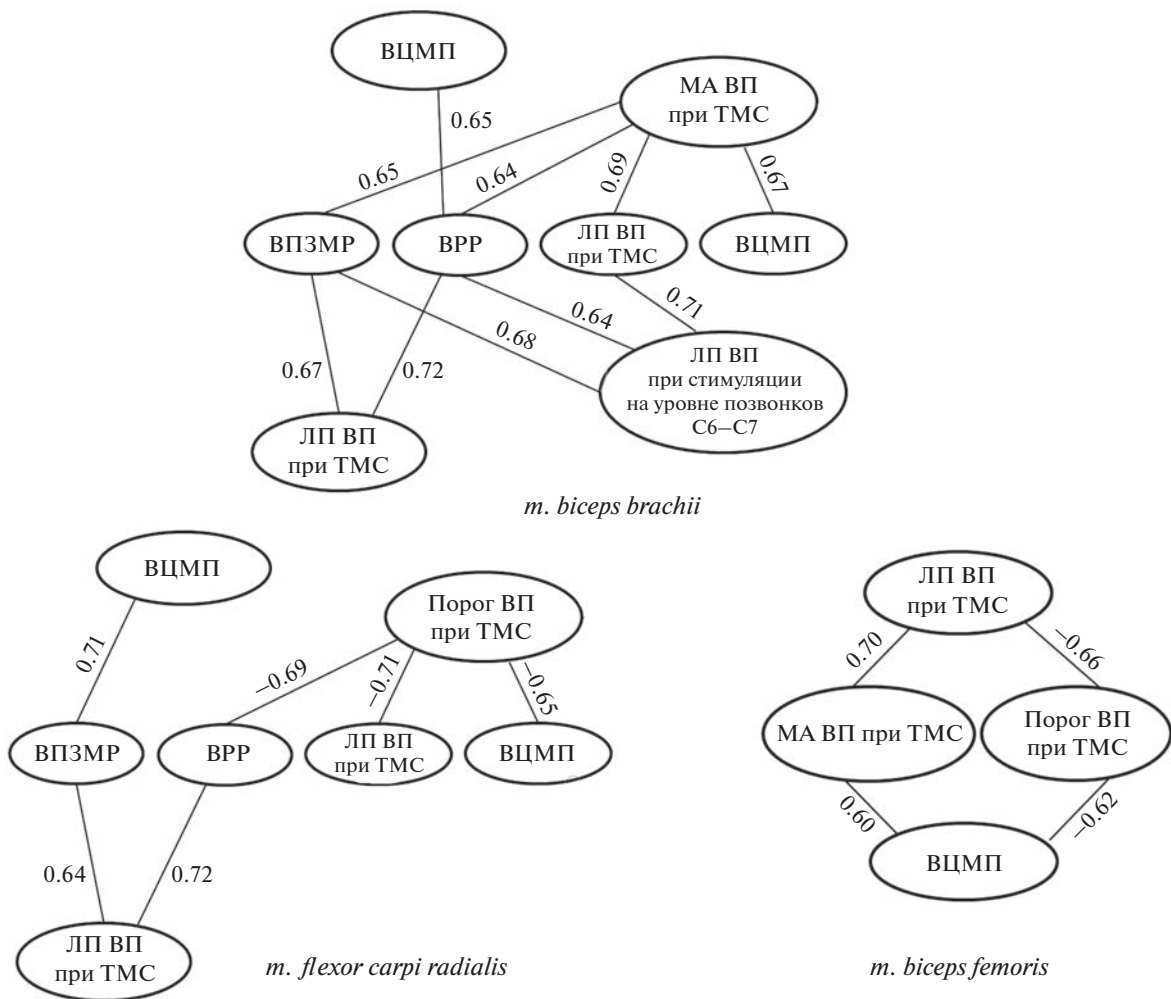 ВЦМП
МА ВП
при ТМС
0.65
0.65
0.64
0.69
0.67
ВПЗМР
ВРР
ЛП ВП
при ТМС
ВЦМП
0.68
0.64
0.71
0.67
0.72
ЛП ВП
при стимуляции
на уровне позвонков
С6–С7
ЛП ВП
при ТМС
m. biceps brachii
ВЦМП
Порог ВП
при ТМС
0.71
–0.69
–0.71
–0.65
ВПЗМР
ВРР
ЛП ВП
при ТМС
ВЦМП
0.64
0.72
ЛП ВП
при ТМС
m. flexor carpi radialis
ЛП ВП
при ТМС
0.70
–0.66
МА ВП при ТМС
Порог ВП
при ТМС
0.60
–0.62
ВЦМП
m. biceps femoris